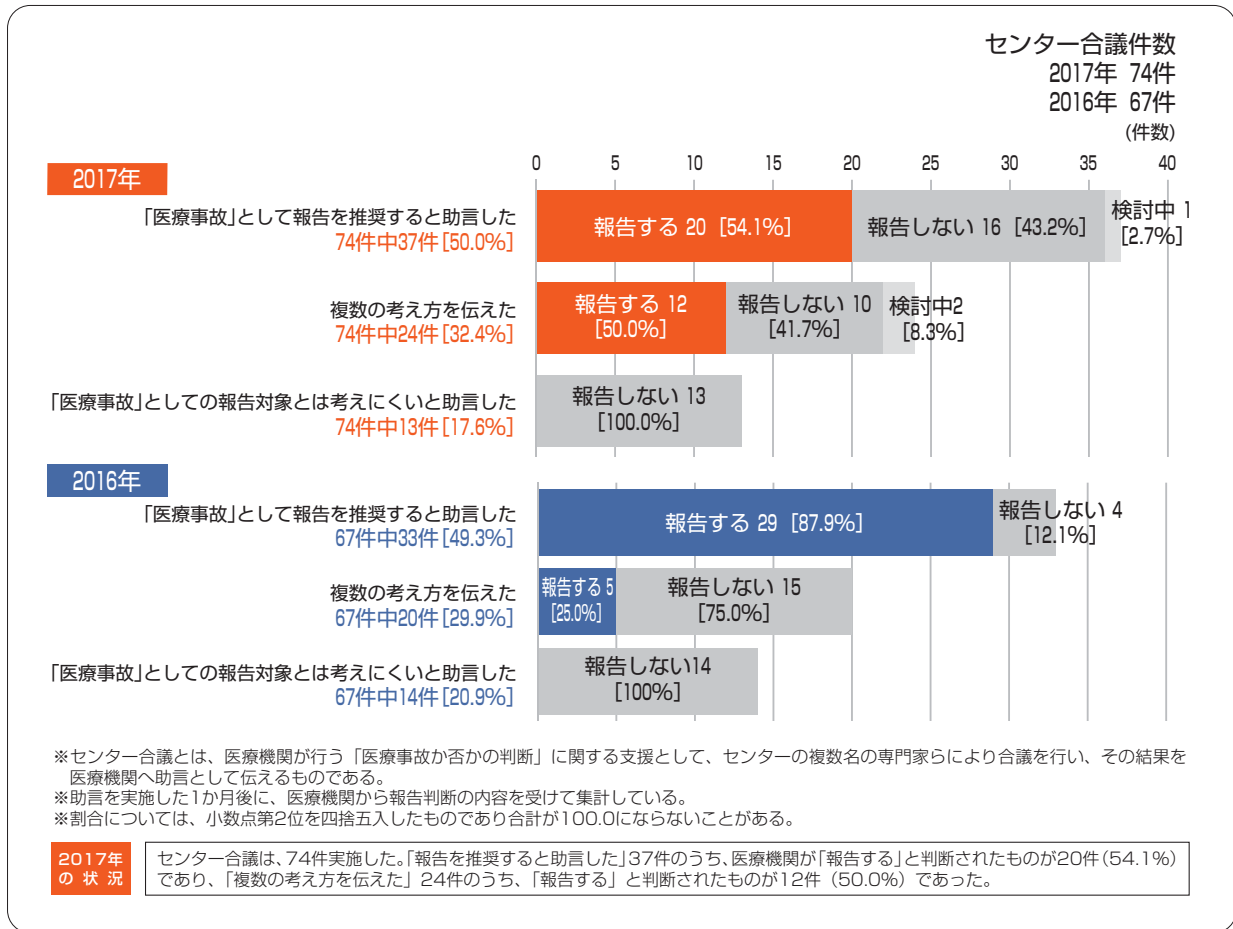 センター合議件数
2017年 74件
2016年 67件
(件数)
0 5 10 15 20 25 30 35 40
2017年
「医療事故」として報告を推奨すると助言した
74件中37件[50.0%]
報告する 20 [54.1%]
報告しない 16 [43.2%]
検討中 1
[2.7%]
複数の考え方を伝えた
74件中24件[32.4%]
報告する 12
[50.0%]
報告しない 10
[41.7%]
検討中2
[8.3%]
「医療事故」としての報告対象とは考えにくいと助言した
74件中13件[17.6%]
報告しない 13
[100.0%]
2016年
「医療事故」として報告を推奨すると助言した
67件中33件[49.3%]
報告する 29 [87.9%]
報告しない 4
[12.1%]
複数の考え方を伝えた
67件中20件[29.9%]
報告する 5
[25.0%]
報告しない 15
[75.0%]
「医療事故」としての報告対象とは考えにくいと助言した
67件中14件[20.9%]
報告しない14
[100%]
※センター合議とは、医療機関が行う「医療事故か否かの判断」に関する支援として、センターの複数名の専門家らにより合議を行い、その結果を
医療機関へ助言として伝えるものである。
※助言を実施した1か月後に、医療機関から報告判断の内容を受けて集計している。
※割合については、小数点第2位を四捨五入したものであり合計が100.0にならないことがある。
2017年
の 状 況
センター合議は、74件実施した。「報告を推奨すると助言した」37件のうち、医療機関が「報告する」と判断されたものが20件(54.1%)
であり、「複数の考え方を伝えた」24件のうち、「報告する」と判断されたものが12件(50.0%)であった。